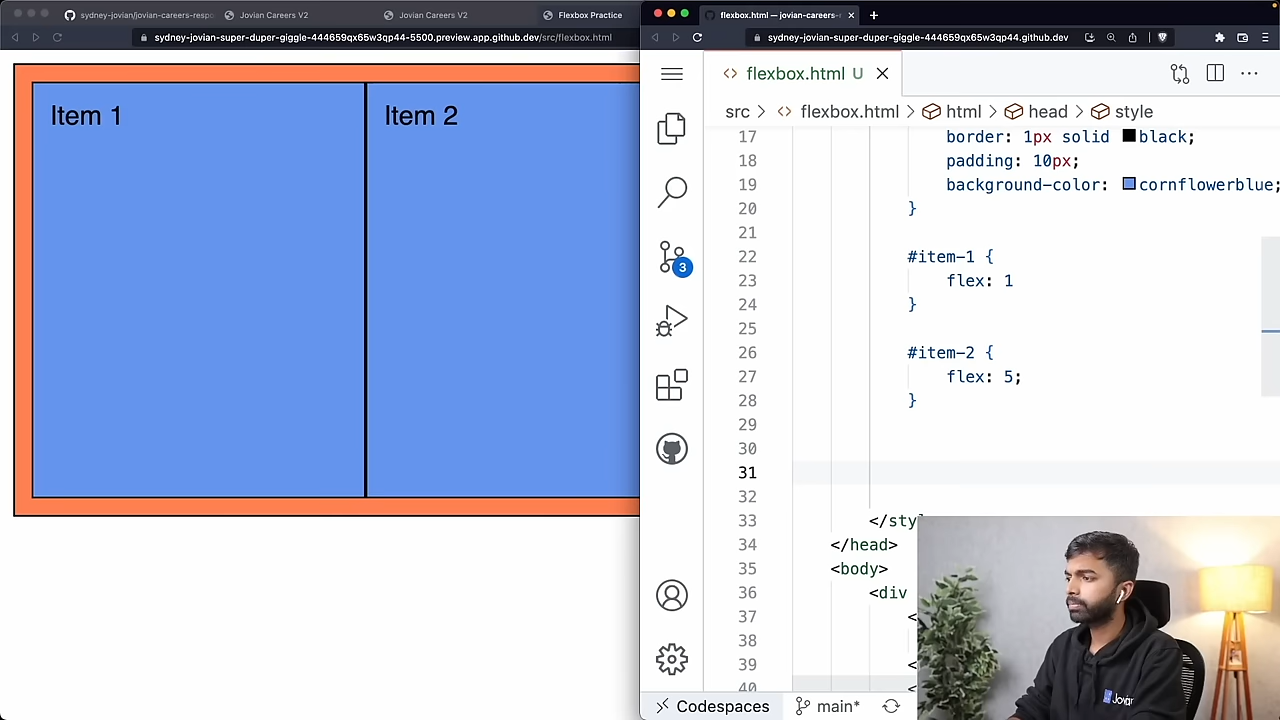 sydney-jovian/jovian-careers-respo
Jovian Careers V2
Jovian Careers V2
Flexbox Practice
sydney-jovian-super-duper-giggle-444659qx65w3qp44-5500.preview.app.github.dev/src/flexbox.html
Item 1
Item 2
flexbox.html — jovian-careers-r
sydney-jovian-super-duper-giggle-444659qx65w3qp44.github.dev
<> flexbox.html U
src > <> flexbox.html > html > head > style
17 border: 1px solid black;
18 padding: 10px;
19 background-color: cornflowerblue;
20 }
21
22 #item-1 {
23 flex: 1
24 }
25
26 #item-2 {
27 flex: 5;
28 }
29
30
31
32
33 </styl
34 </head>
35 <body>
36 <div
37 <
38
39 <
40 <
3
Codespaces
main*
Jovian